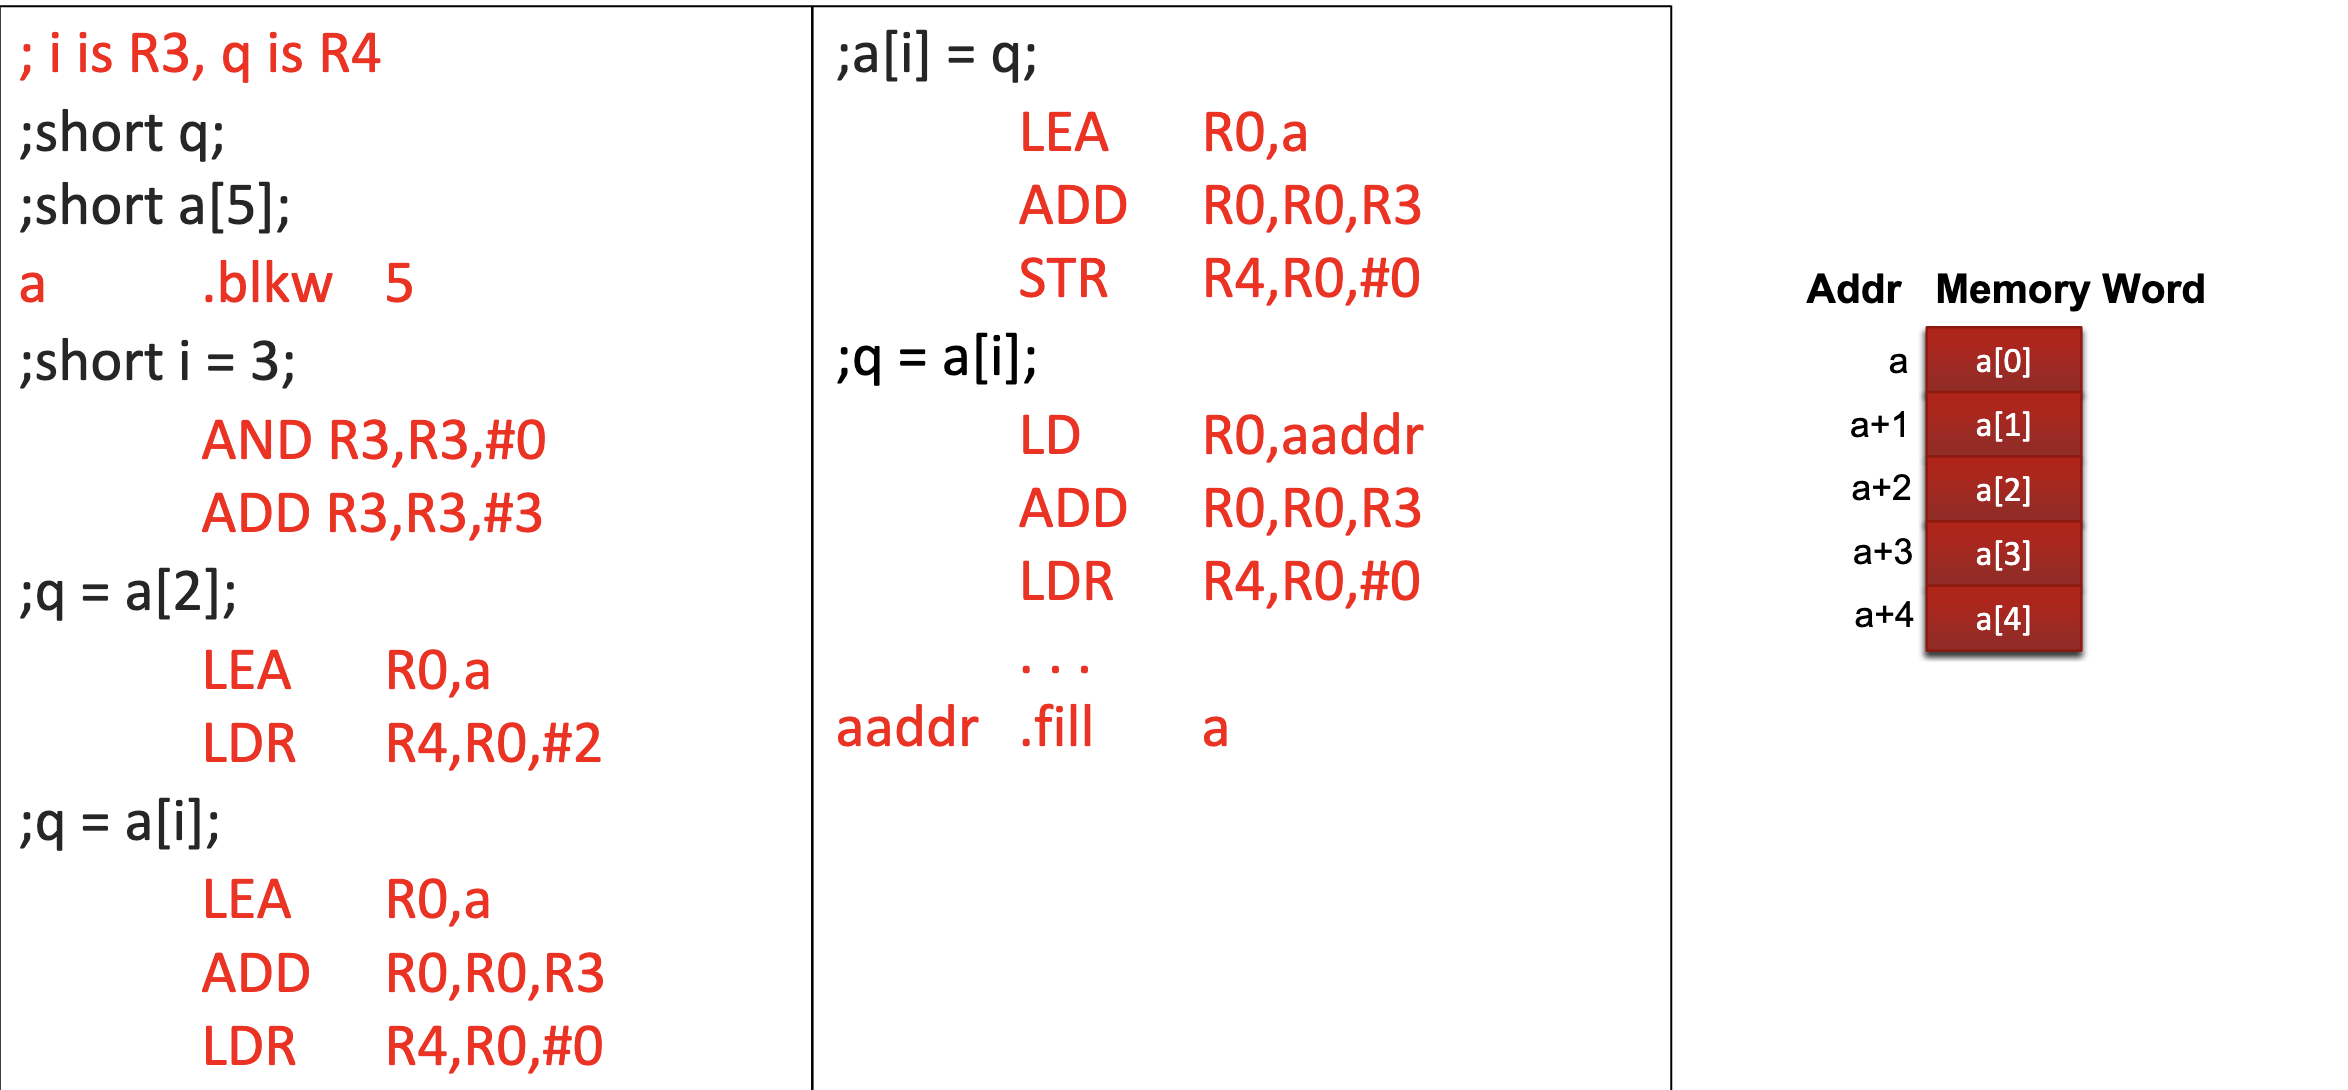 ; i is R3, q is R4
;short q;
;short a[5];
a .blkw 5
;short i = 3;
AND R3,R3,#0
ADD R3,R3,#3
;q = a[2];
LEA R0,a
LDR R4,R0,#2
;q = a[i];
LEA R0,a
ADD R0,R0,R3
LDR R4,R0,#0
;a[i] = q;
LEA R0,a
ADD R0,R0,R3
STR R4,R0,#0
;q = a[i];
LD R0,aaddr
ADD R0,R0,R3
LDR R4,R0,#0
. . .
aaddr .fill a
Addr Memory Word
a a[0]
a+1 a[1]
a+2 a[2]
a+3 a[3]
a+4 a[4]